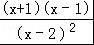 (x+1)(x-1)
(x-2)²